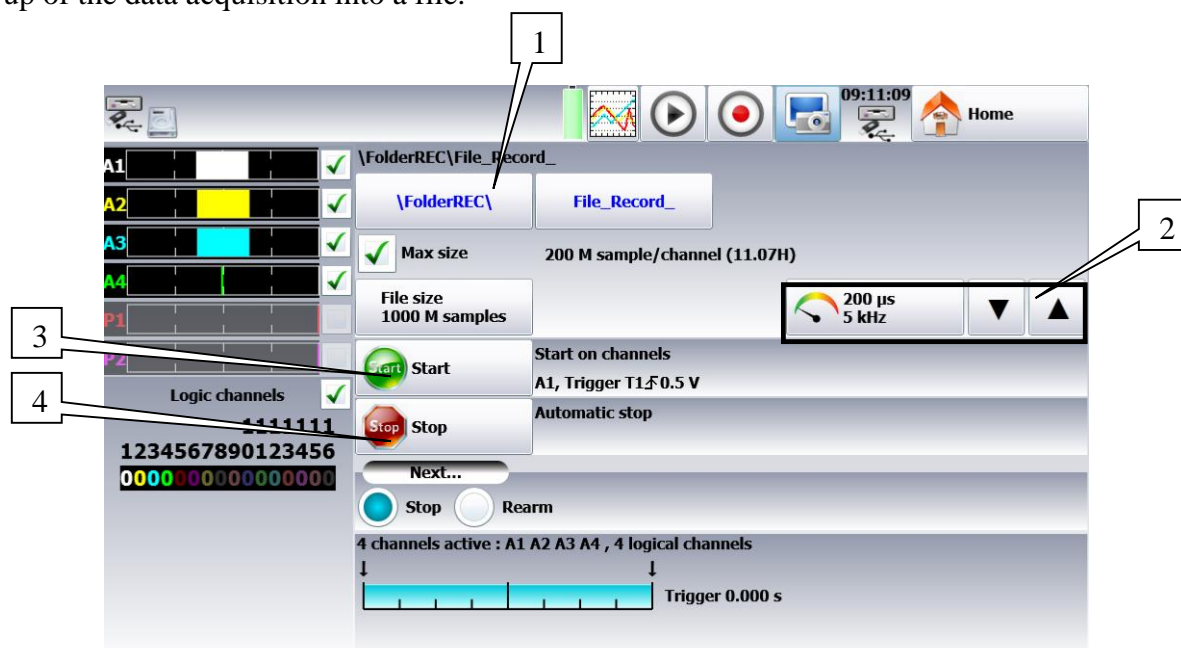 up of the data acquisition into a file.
1
09:11:09
Home
A1
\FolderREC\File_Record_
A2
\FolderREC\
File_Record_
2
A3
Max size
200 M sample/channel (11.07H)
A4
File size
1000 M samples
200 µs
5 kHz
P1
3
P2
Start
Start
Start on channels
A1, Trigger T1 0.5 V
4
Logic channels
Stop
Stop
Automatic stop
1111111
1234567890123456
0000000000000000
Next...
Stop
Rearm
4 channels active : A1 A2 A3 A4 , 4 logical channels
Trigger 0.000 s